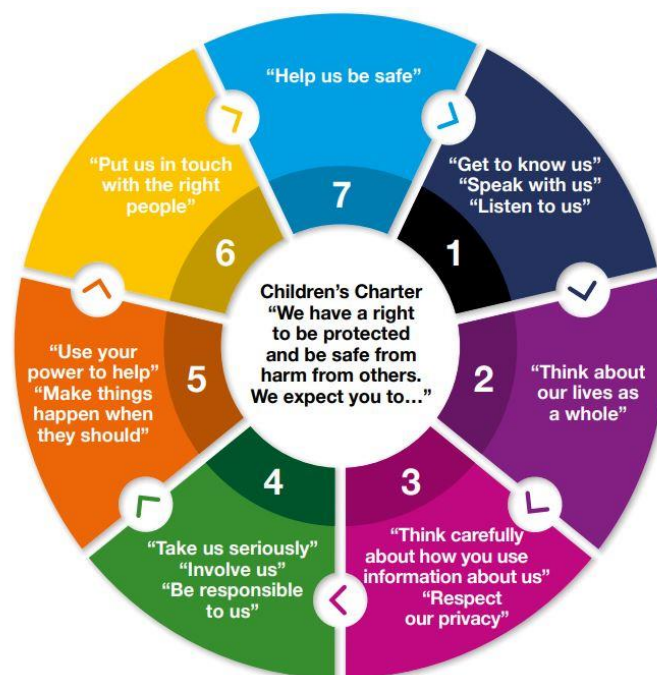 Children's Charter
“We have a right
to be protected
and be safe from
harm from others.
We expect you to...”
1
“Get to know us”
“Speak with us”
“Listen to us”
2
“Think about
our lives as
a whole”
3
“Think carefully
about how you use
information about us”
“Respect
our privacy”
4
“Take us seriously”
“Involve us”
“Be responsible
to us”
5
“Use your
power to help”
“Make things
happen when
they should”
6
“Put us in touch
with the right
people”
7
“Help us be safe”